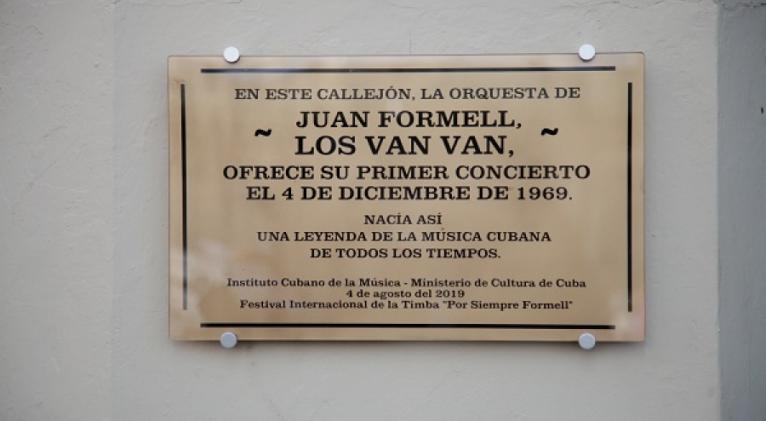 EN ESTE CALLEJÓN, LA ORQUESTA DE
~ JUAN FORMELL, ~
LOS VAN VAN,
OFRECE SU PRIMER CONCIERTO
EL 4 DE DICIEMBRE DE 1969.
NACÍA ASÍ
UNA LEYENDA DE LA MÚSICA CUBANA
DE TODOS LOS TIEMPOS.
Instituto Cubano de la Música - Ministerio de Cultura de Cuba
4 de agosto del 2019
Festival Internacional de la Timba "Por Siempre Formell"